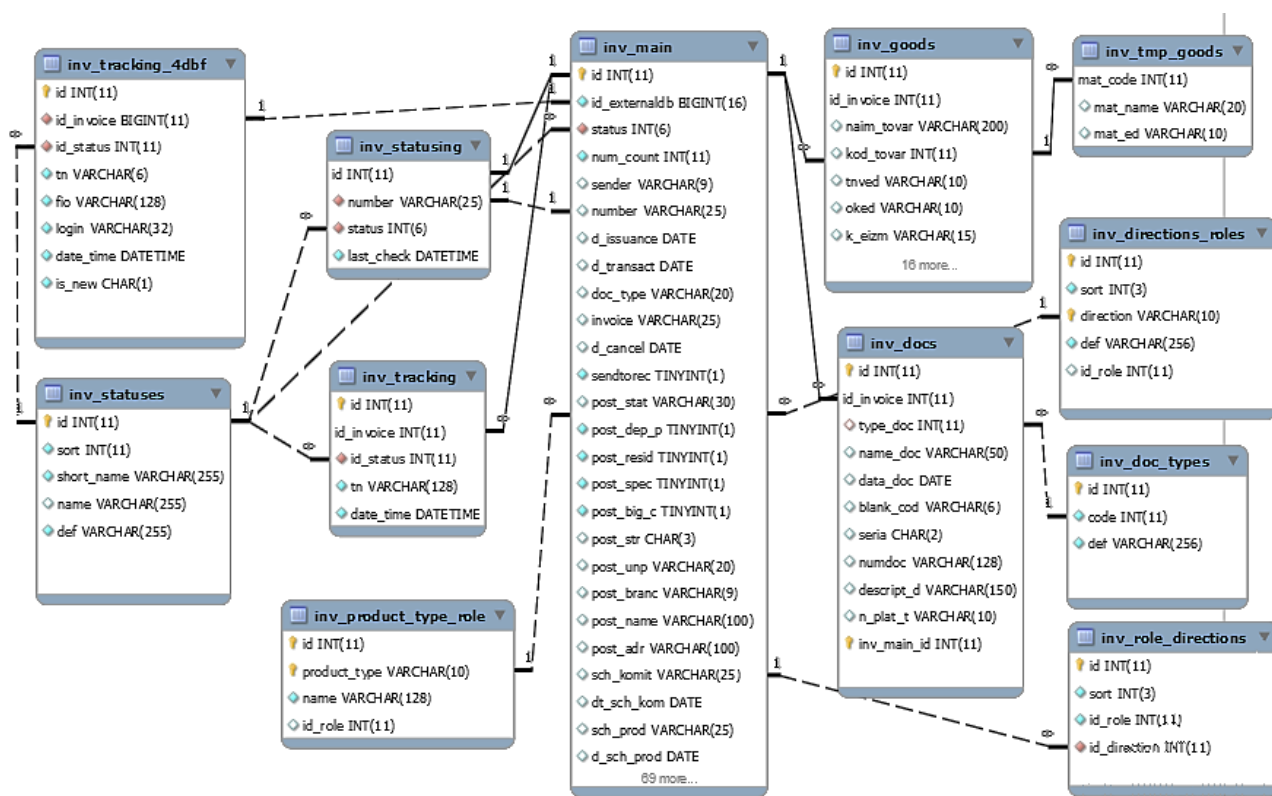 inv_tracking_4dbf
id INT(11)
id_invoice BIGINT(11)
id_status INT(11)
tn VARCHAR(6)
fio VARCHAR(128)
login VARCHAR(32)
date_time DATETIME
is_new CHAR(1)
inv_statuses
id INT(11)
sort INT(11)
short_name VARCHAR(255)
name VARCHAR(255)
def VARCHAR(255)
inv_statusing
id INT(11)
number VARCHAR(25)
status INT(6)
last_check DATETIME
inv_tracking
id INT(11)
id_invoice INT(11)
id_status INT(11)
tn VARCHAR(128)
date_time DATETIME
inv_product_type_role
id INT(11)
product_type VARCHAR(10)
name VARCHAR(128)
id_role INT(11)
inv_main
id INT(11)
id_externaldb BIGINT(16)
status INT(6)
num_count INT(11)
sender VARCHAR(9)
number VARCHAR(25)
d_issuance DATE
d_transact DATE
doc_type VARCHAR(20)
invoice VARCHAR(25)
d_cancel DATE
sendtorec TINYINT(1)
post_stat VARCHAR(30)
post_dep_p TINYINT(1)
post_resid TINYINT(1)
post_spec TINYINT(1)
post_big_c TINYINT(1)
post_str CHAR(3)
post_unp VARCHAR(20)
post_branc VARCHAR(9)
post_name VARCHAR(100)
post_adr VARCHAR(100)
sch_komit VARCHAR(25)
dt_sch_kom DATE
sch_prod VARCHAR(25)
d_sch_prod DATE
69 more...
inv_goods
id INT(11)
id_invoice INT(11)
naim_tovar VARCHAR(200)
kod_tovar INT(11)
tnved VARCHAR(10)
oked VARCHAR(10)
k_eizm VARCHAR(15)
16 more...
inv_docs
id INT(11)
id_invoice INT(11)
type_doc INT(11)
name_doc VARCHAR(50)
data_doc DATE
blank_cod VARCHAR(6)
seria CHAR(2)
numdoc VARCHAR(128)
descript_d VARCHAR(150)
n_plat_t VARCHAR(10)
inv_main_id INT(11)
inv_tmp_goods
mat_code INT(11)
mat_name VARCHAR(20)
mat_ed VARCHAR(10)
inv_directions_roles
id INT(11)
sort INT(3)
direction VARCHAR(10)
def VARCHAR(256)
id_role INT(11)
inv_doc_types
id INT(11)
code INT(11)
def VARCHAR(256)
inv_role_directions
id INT(11)
sort INT(3)
id_role INT(11)
id_direction INT(11)